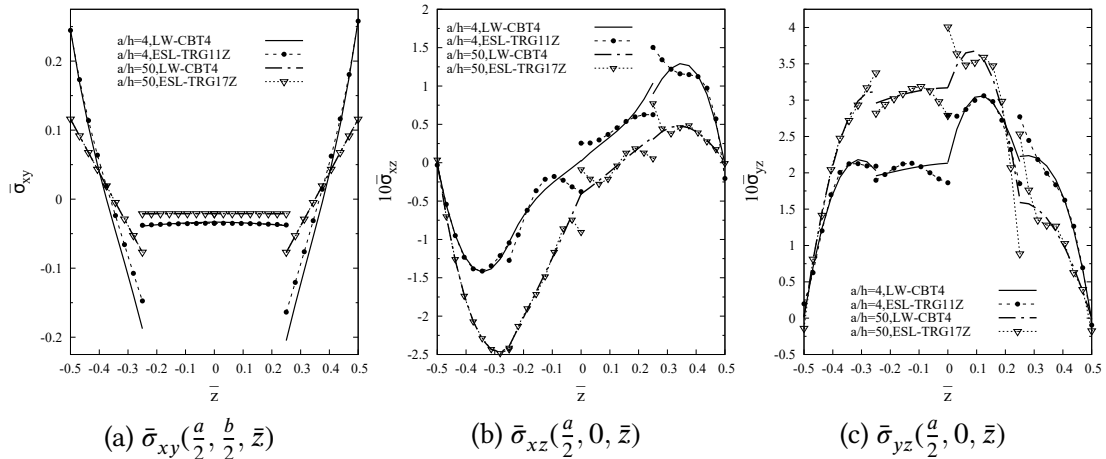 a/h=4,LW-CBT4
a/h=4,ESL-TRG11Z
a/h=50,LW-CBT4
a/h=50,ESL-TRG17Z
0.2
0.1
0
-0.1
-0.2
σ̄xy
-0.5 -0.4 -0.3 -0.2 -0.1 0 0.1 0.2 0.3 0.4 0.5
z̄
(a) σ̄xy(a/2, b/2, z̄)
a/h=4,LW-CBT4
a/h=4,ESL-TRG11Z
a/h=50,LW-CBT4
a/h=50,ESL-TRG17Z
2
1.5
1
0.5
0
-0.5
-1
-1.5
-2
-2.5
10σ̄xz
-0.5 -0.4 -0.3 -0.2 -0.1 0 0.1 0.2 0.3 0.4 0.5
z̄
(b) σ̄xz(a/2, 0, z̄)
4
3.5
3
2.5
2
1.5
1
0.5
0
-0.5
10σ̄yz
a/h=4,LW-CBT4
a/h=4,ESL-TRG11Z
a/h=50,LW-CBT4
a/h=50,ESL-TRG17Z
-0.5 -0.4 -0.3 -0.2 -0.1 0 0.1 0.2 0.3 0.4 0.5
z̄
(c) σ̄yz(a/2, 0, z̄)